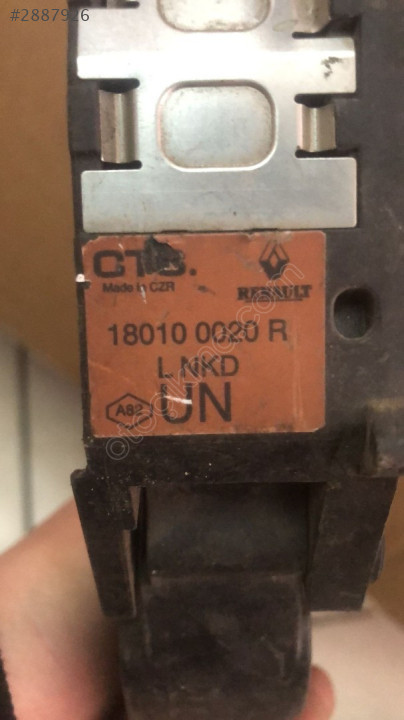 #2887926
CTS.
Made in CZR
RENAULT
18010 0020 R
L NKD
A82
UN